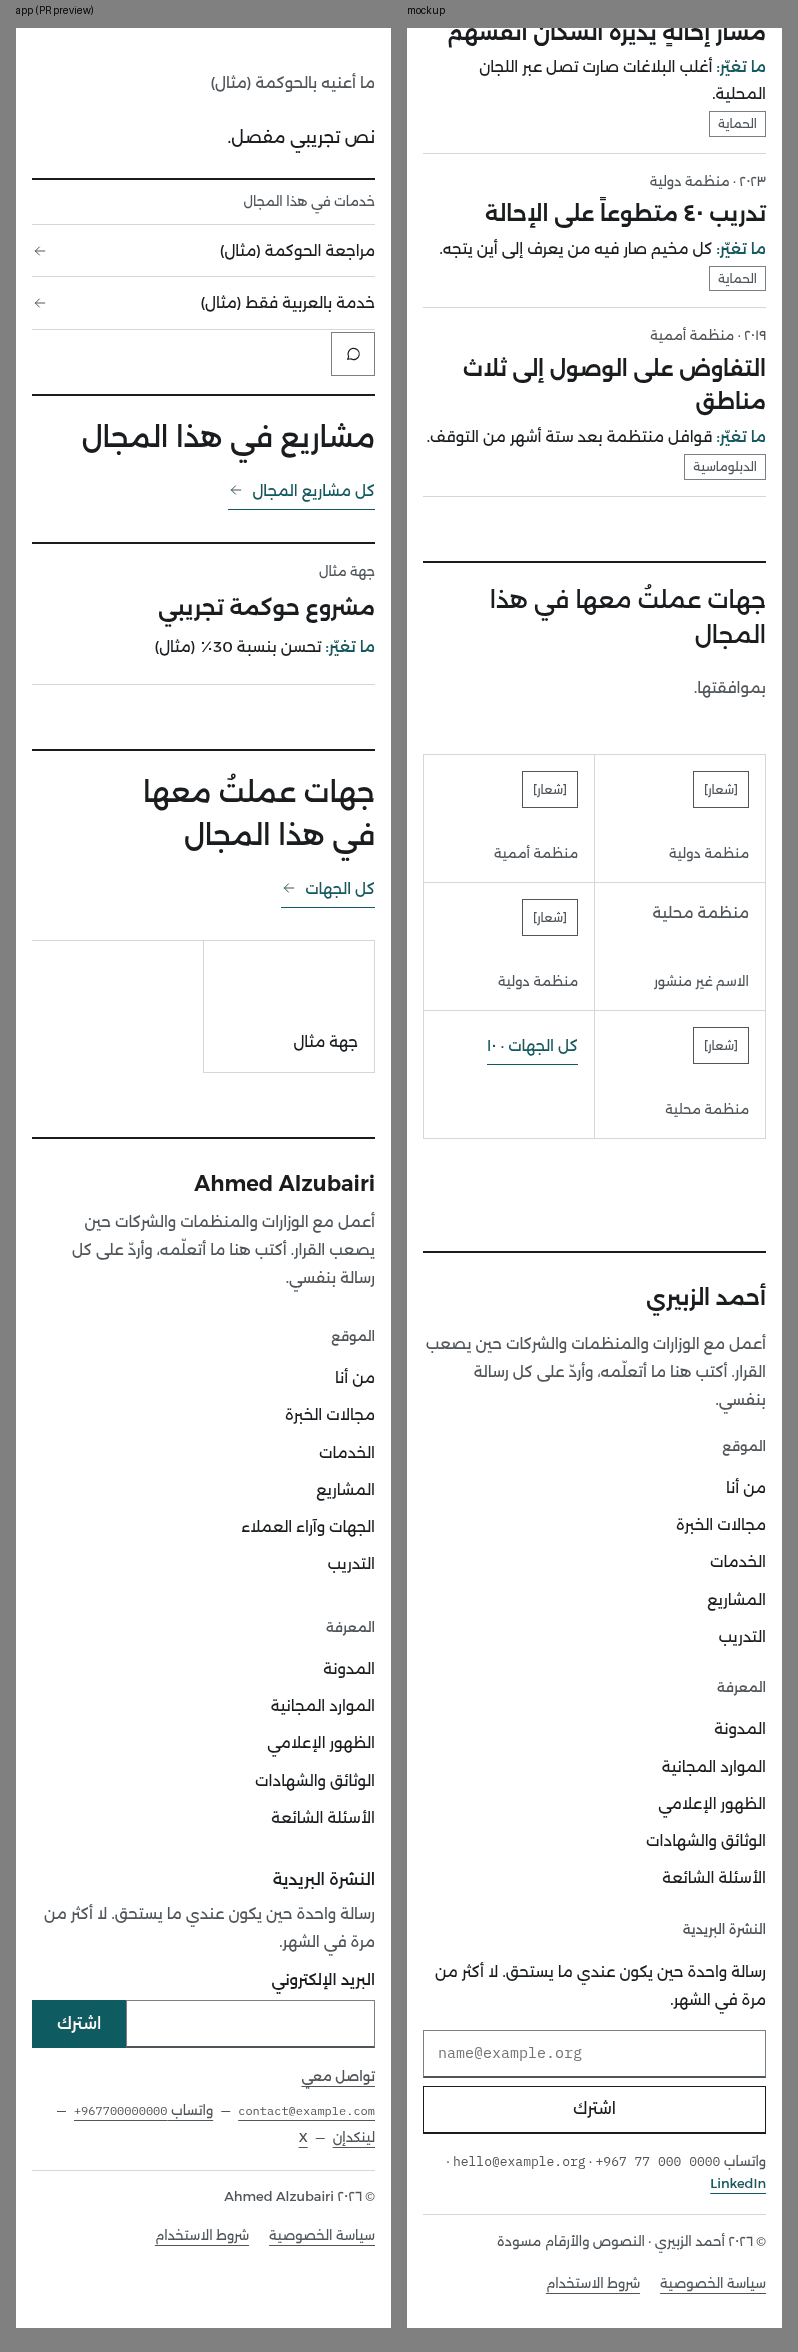 app (PR preview)
ما أعنيه بالحوكمة (مثال)
نص تجريبي مفصل.
خدمات في هذا المجال
مراجعة الحوكمة (مثال) ←
خدمة بالعربية فقط (مثال) ←
مشاريع في هذا المجال
كل مشاريع المجال ←
جهة مثال
مشروع حوكمة تجريبي
ما تغيّر: تحسن بنسبة 30٪ (مثال)
جهات عملتُ معها
في هذا المجال
كل الجهات ←
جهة مثال
Ahmed Alzubairi
أعمل مع الوزارات والمنظمات والشركات حين
يصعب القرار. أكتب هنا ما أتعلّمه، وأردّ على كل
رسالة بنفسي.
الموقع
من أنا
مجالات الخبرة
الخدمات
المشاريع
الجهات وآراء العملاء
التدريب
المعرفة
المدونة
الموارد المجانية
الظهور الإعلامي
الوثائق والشهادات
الأسئلة الشائعة
النشرة البريدية
رسالة واحدة حين يكون عندي ما يستحق. لا أكثر من
مرة في الشهر.
البريد الإلكتروني
اشترك
تواصل معي
contact@example.com — واتساب +967700000000 —
لينكدإن — X
© ٢٠٢٦ Ahmed Alzubairi
سياسة الخصوصية شروط الاستخدام
mockup
مسار إحالةٍ يديره السكان أنفسهم
ما تغيّر: أغلب البلاغات صارت تصل عبر اللجان
المحلية.
الحماية
٢٠٢٣ · منظمة دولية
تدريب ٤٠ متطوعاً على الإحالة
ما تغيّر: كل مخيم صار فيه من يعرف إلى أين يتجه.
الحماية
٢٠١٩ · منظمة أممية
التفاوض على الوصول إلى ثلاث
مناطق
ما تغيّر: قوافل منتظمة بعد ستة أشهر من التوقف.
الدبلوماسية
جهات عملتُ معها في هذا
المجال
بموافقتها.
[شعار] [شعار]
منظمة دولية منظمة أممية
منظمة محلية [شعار]
الاسم غير منشور منظمة دولية
[شعار] كل الجهات · ١٠
منظمة محلية
أحمد الزبيري
أعمل مع الوزارات والمنظمات والشركات حين يصعب
القرار. أكتب هنا ما أتعلّمه، وأردّ على كل رسالة
بنفسي.
الموقع
من أنا
مجالات الخبرة
الخدمات
المشاريع
التدريب
المعرفة
المدونة
الموارد المجانية
الظهور الإعلامي
الوثائق والشهادات
الأسئلة الشائعة
النشرة البريدية
رسالة واحدة حين يكون عندي ما يستحق. لا أكثر من
مرة في الشهر.
name@example.org
اشترك
واتساب +967 77 000 0000 · hello@example.org ·
LinkedIn
© ٢٠٢٦ أحمد الزبيري · النصوص والأرقام مسودة
سياسة الخصوصية شروط الاستخدام